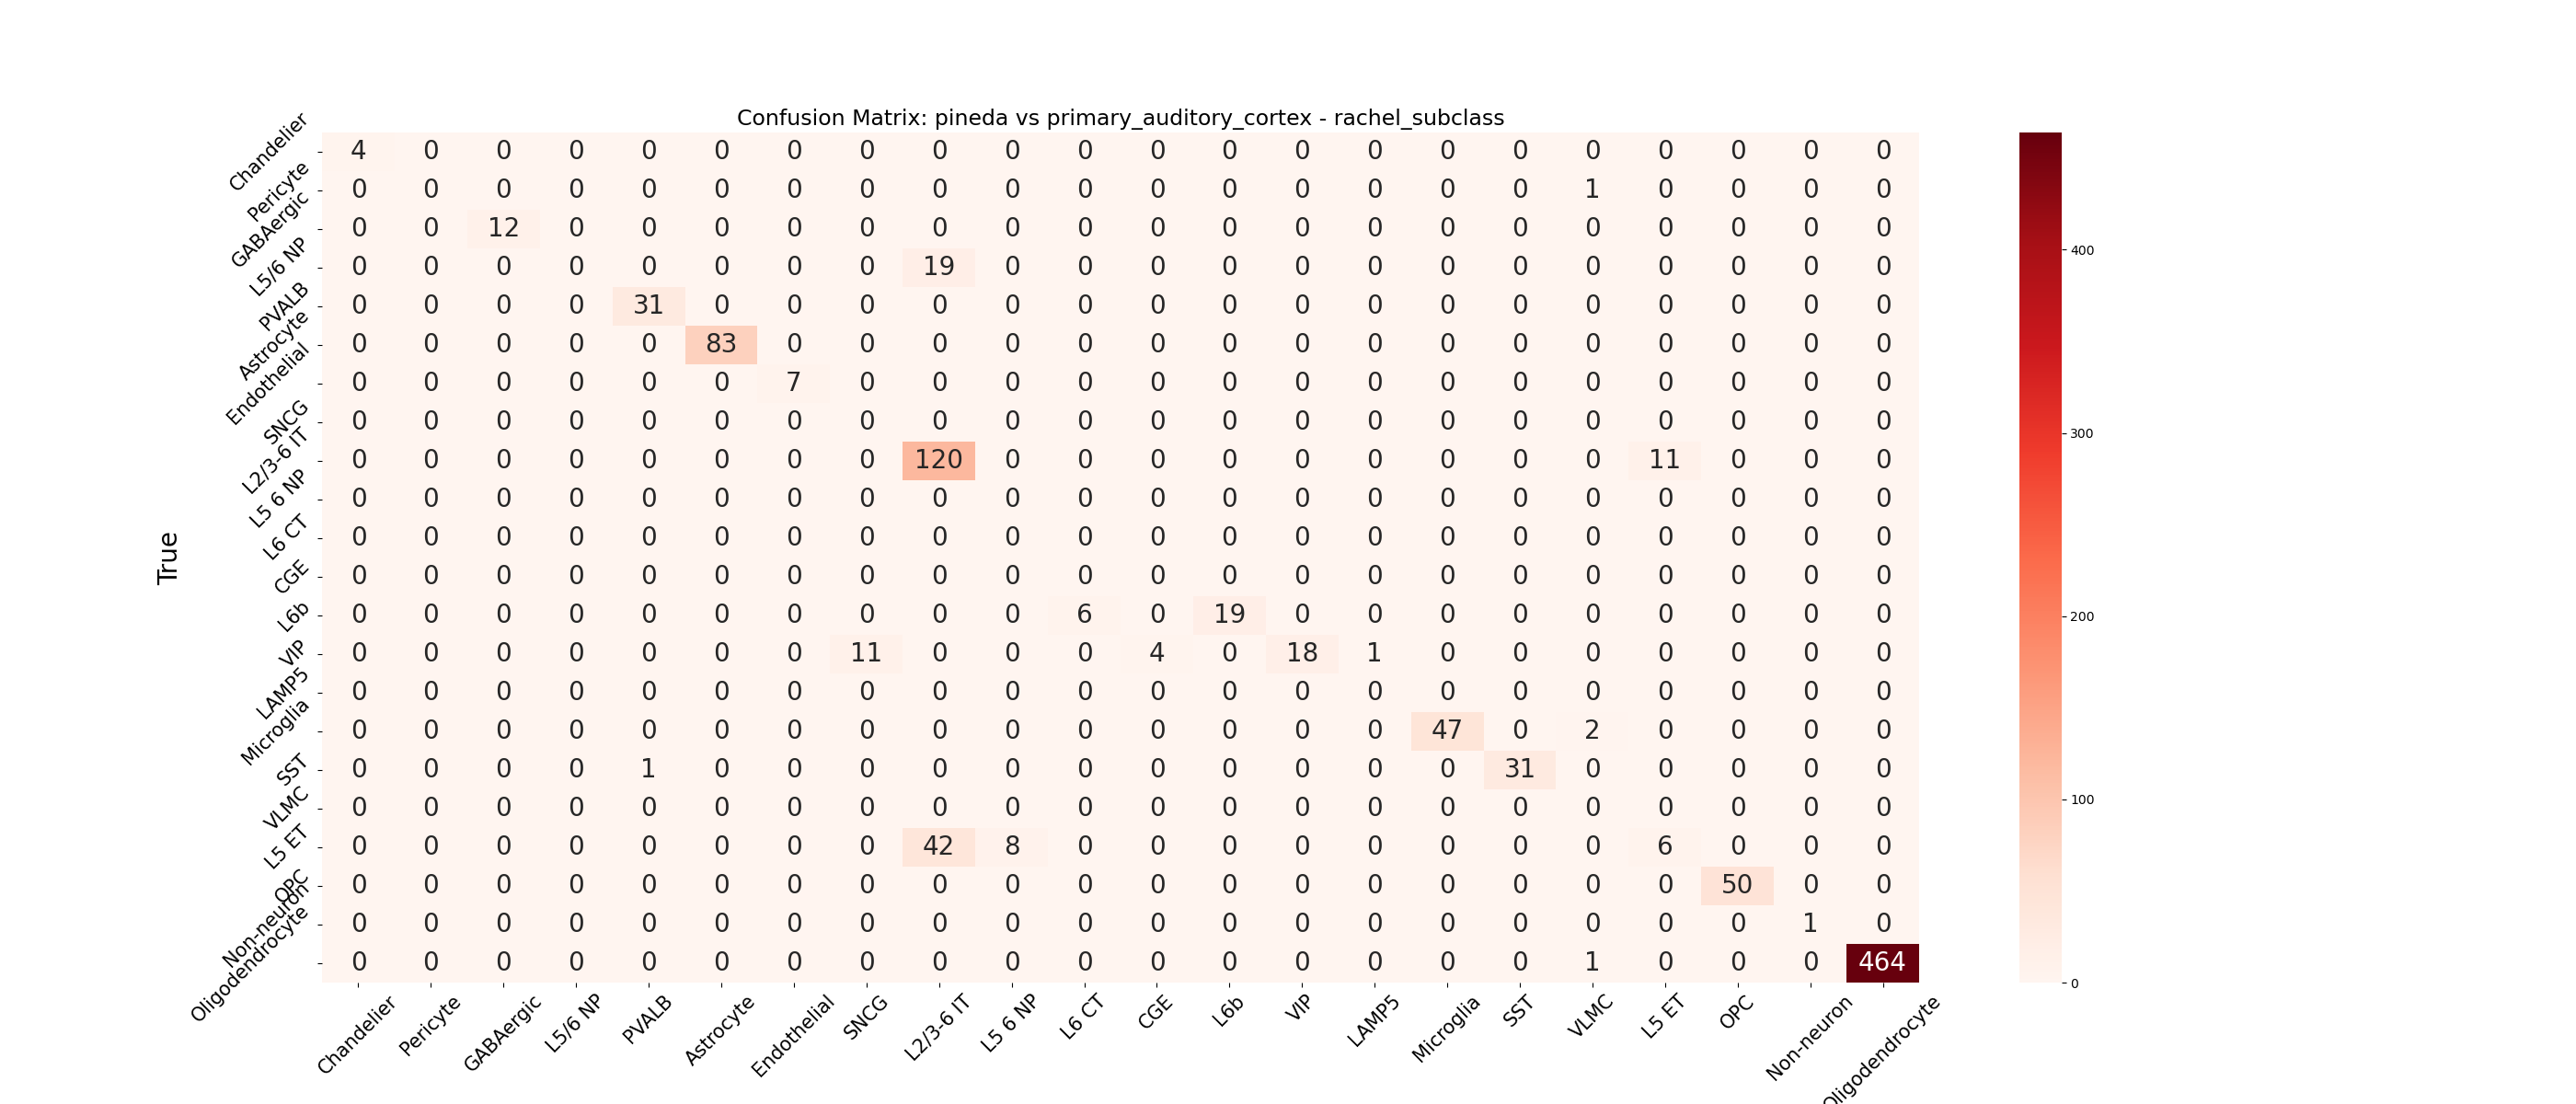 Confusion Matrix: pineda vs primary_auditory_cortex - rachel_subclass
True
Chandelier 4 0 0 0 0 0 0 0 0 0 0 0 0 0 0 0 0 0 0 0 0 0
Pericyte 0 0 0 0 0 0 0 0 0 0 0 0 0 0 0 0 0 1 0 0 0 0
GABAergic 0 0 12 0 0 0 0 0 0 0 0 0 0 0 0 0 0 0 0 0 0 0
L5/6 NP 0 0 0 0 0 0 0 0 19 0 0 0 0 0 0 0 0 0 0 0 0 0
PVALB 0 0 0 0 31 0 0 0 0 0 0 0 0 0 0 0 0 0 0 0 0 0
Astrocyte 0 0 0 0 0 83 0 0 0 0 0 0 0 0 0 0 0 0 0 0 0 0
Endothelial 0 0 0 0 0 0 7 0 0 0 0 0 0 0 0 0 0 0 0 0 0 0
SNCG 0 0 0 0 0 0 0 0 0 0 0 0 0 0 0 0 0 0 0 0 0 0
L2/3-6 IT 0 0 0 0 0 0 0 0 120 0 0 0 0 0 0 0 0 0 11 0 0 0
L5 6 NP 0 0 0 0 0 0 0 0 0 0 0 0 0 0 0 0 0 0 0 0 0 0
L6 CT 0 0 0 0 0 0 0 0 0 0 0 0 0 0 0 0 0 0 0 0 0 0
CGE 0 0 0 0 0 0 0 0 0 0 0 0 0 0 0 0 0 0 0 0 0 0
L6b 0 0 0 0 0 0 0 0 0 0 6 0 19 0 0 0 0 0 0 0 0 0
VIP 0 0 0 0 0 0 0 11 0 0 0 4 0 18 1 0 0 0 0 0 0 0
LAMP5 0 0 0 0 0 0 0 0 0 0 0 0 0 0 0 0 0 0 0 0 0 0
Microglia 0 0 0 0 0 0 0 0 0 0 0 0 0 0 0 47 0 2 0 0 0 0
SST 0 0 0 0 1 0 0 0 0 0 0 0 0 0 0 0 31 0 0 0 0 0
VLMC 0 0 0 0 0 0 0 0 0 0 0 0 0 0 0 0 0 0 0 0 0 0
L5 ET 0 0 0 0 0 0 0 0 42 8 0 0 0 0 0 0 0 0 6 0 0 0
OPC 0 0 0 0 0 0 0 0 0 0 0 0 0 0 0 0 0 0 0 50 0 0
Non-neuron 0 0 0 0 0 0 0 0 0 0 0 0 0 0 0 0 0 0 0 0 1 0
Oligodendrocyte 0 0 0 0 0 0 0 0 0 0 0 0 0 0 0 0 0 1 0 0 0 464
Chandelier Pericyte GABAergic L5/6 NP PVALB Astrocyte Endothelial SNCG L2/3-6 IT L5 6 NP L6 CT CGE L6b VIP LAMP5 Microglia SST VLMC L5 ET OPC Non-neuron Oligodendrocyte
400
300
200
100
0